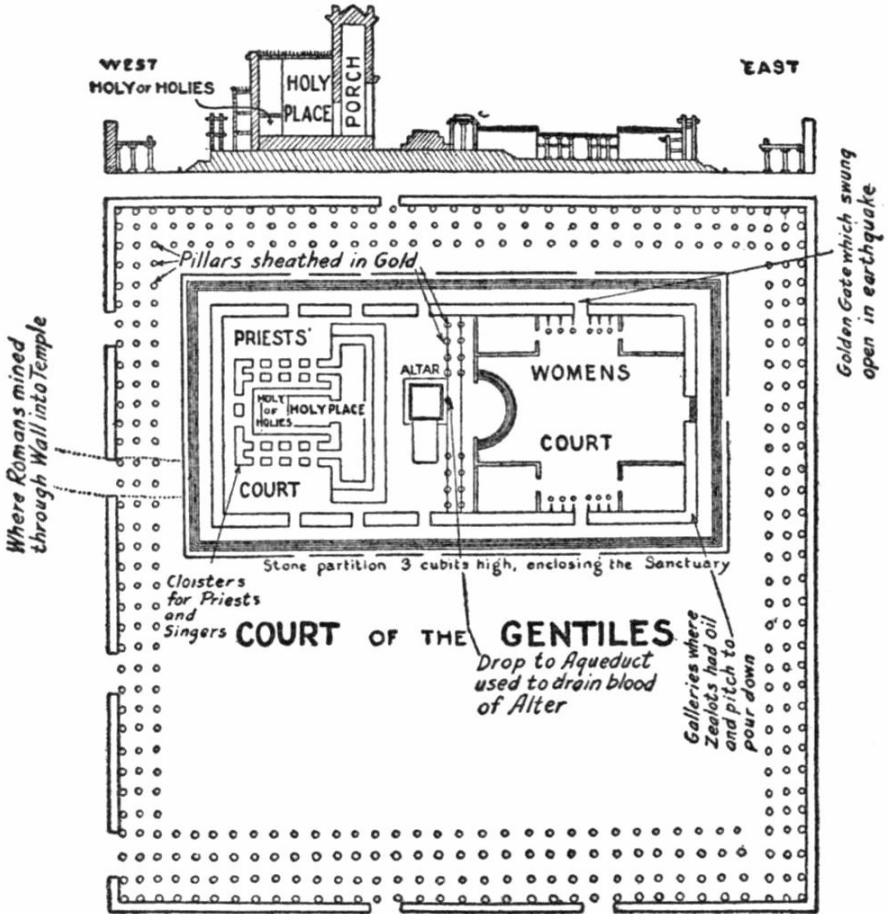 WEST
HOLY OF HOLIES
HOLY
PLACE
PORCH
EAST
Golden Gate which swung
open in earthquake
Pillars sheathed in Gold
PRIESTS'
HOLY
OF
HOLIES
HOLY PLACE
COURT
ALTAR
WOMENS
COURT
Where Romans mined
through Wall into Temple
Stone partition 3 cubits high, enclosing the Sanctuary
Cloisters
for Priests
and
Singers
COURT OF THE GENTILES
Drop to Aqueduct
used to drain blood
of Alter
Galleries where
Zealots had oil
and pitch to
pour down